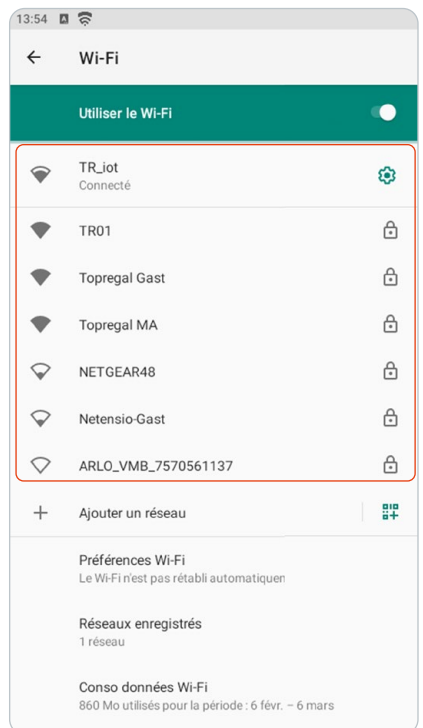 13:54
Wi-Fi
Utiliser le Wi-Fi
TR_iot
Connecté
TR01
Topregal Gast
Topregal MA
NETGEAR48
Netensio-Gast
ARLO_VMB_7570561137
Ajouter un réseau
Préférences Wi-Fi
Le Wi-Fi n'est pas rétabli automatiquen
Réseaux enregistrés
1 réseau
Conso données Wi-Fi
860 Mo utilisés pour la période : 6 févr. – 6 mars